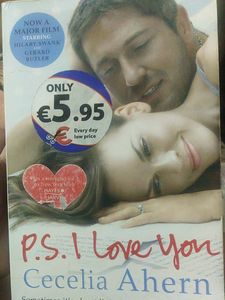 NOW A
MAJOR FILM
STARRING
HILARY SWANK
GERARD
BUTLER
ONLY
€5.95
€ Every day
low price
P.S. I Love You
Cecelia Ahern
Sometimes